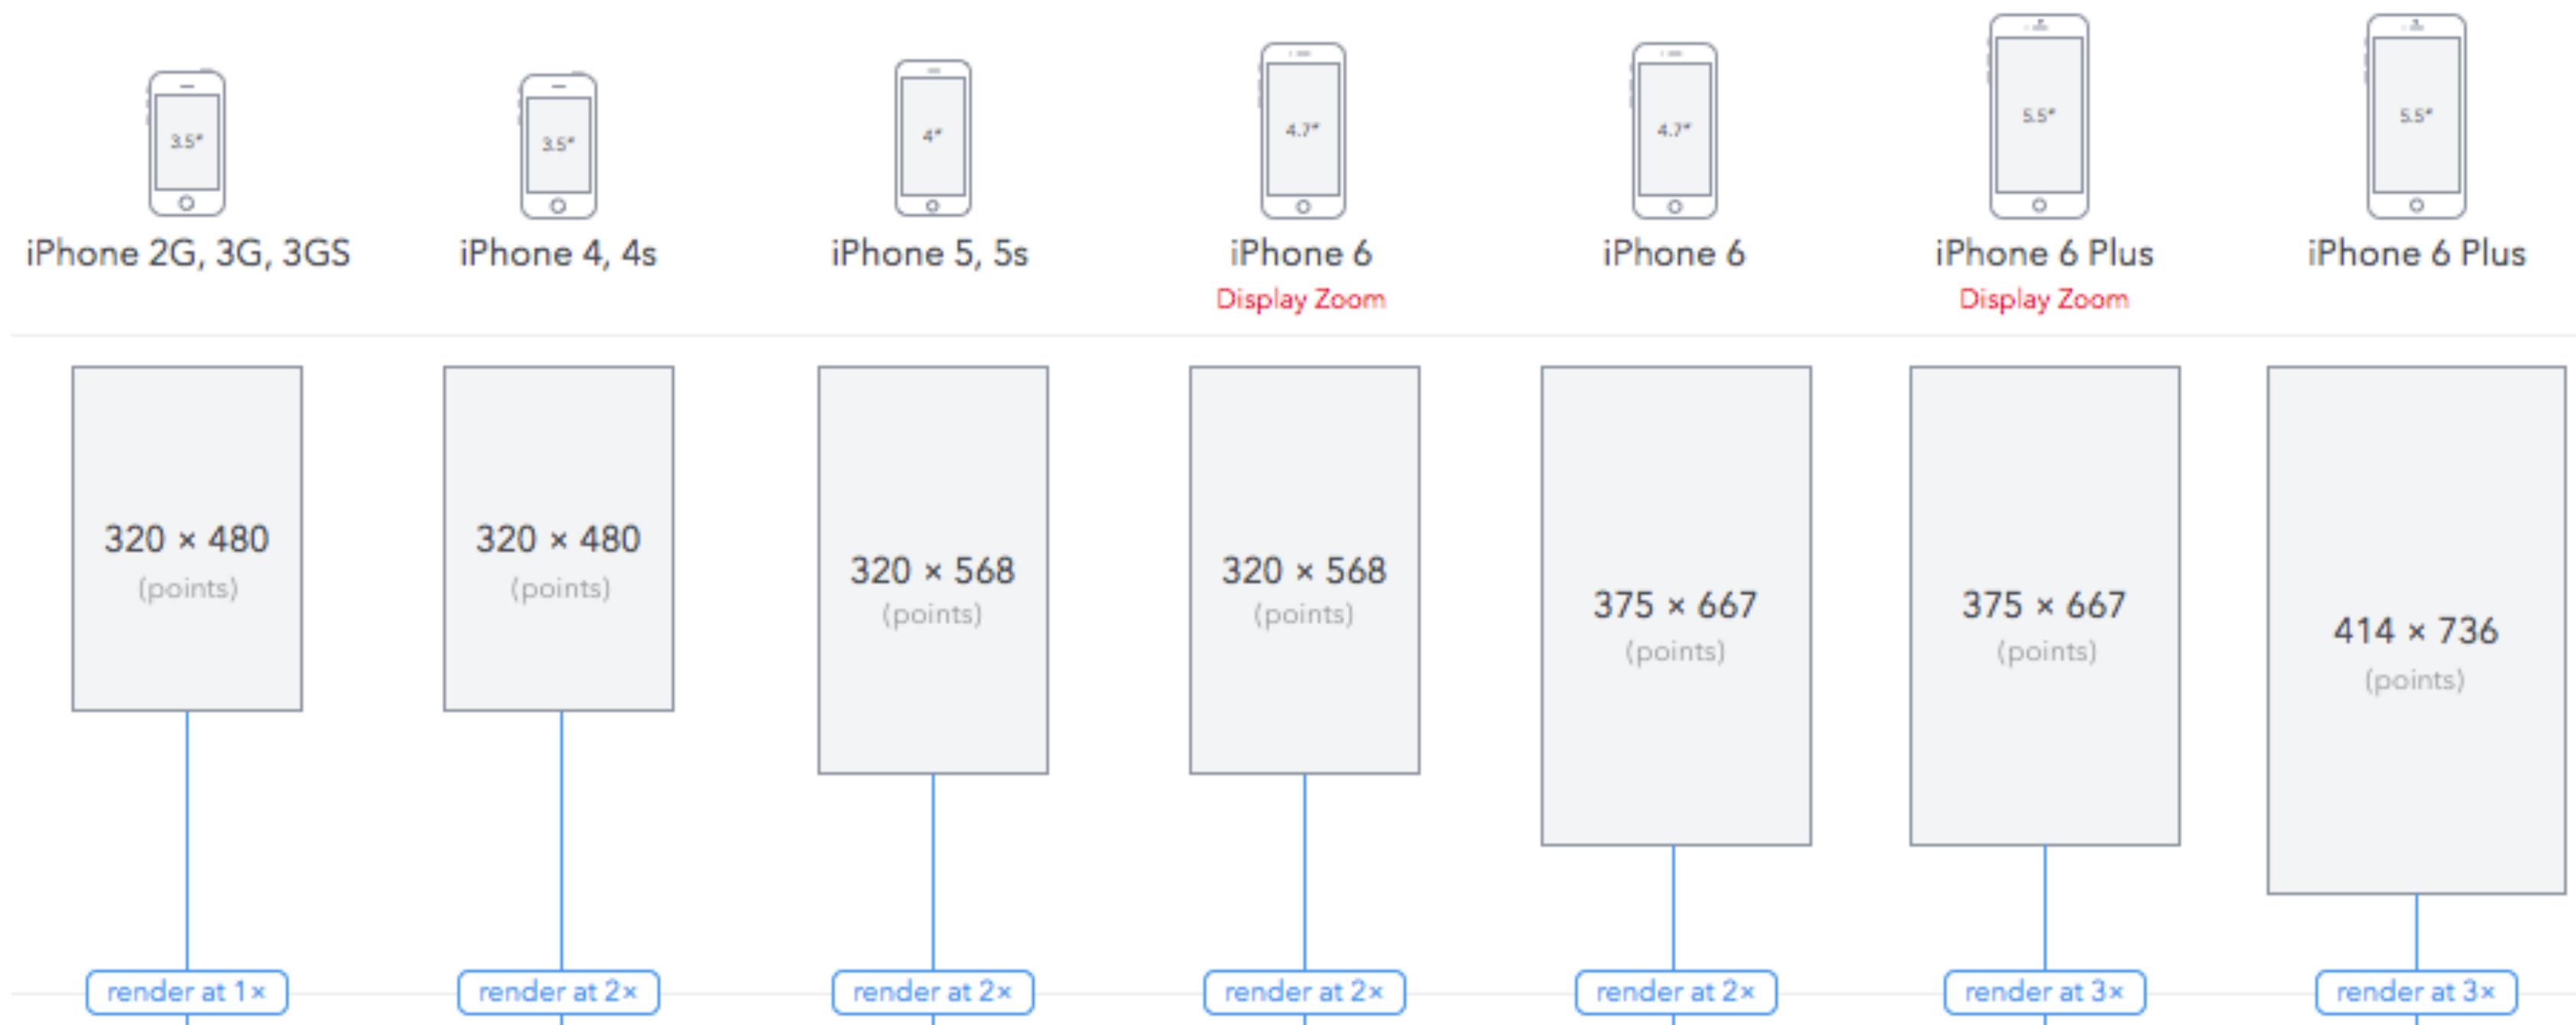 3.5"
3.5"
4"
4.7"
4.7"
5.5"
5.5"
iPhone 2G, 3G, 3GS
iPhone 4, 4s
iPhone 5, 5s
iPhone 6
Display Zoom
iPhone 6
iPhone 6 Plus
Display Zoom
iPhone 6 Plus
320 × 480
(points)
320 × 480
(points)
320 × 568
(points)
320 × 568
(points)
375 × 667
(points)
375 × 667
(points)
414 × 736
(points)
render at 1×
render at 2×
render at 2×
render at 2×
render at 2×
render at 3×
render at 3×